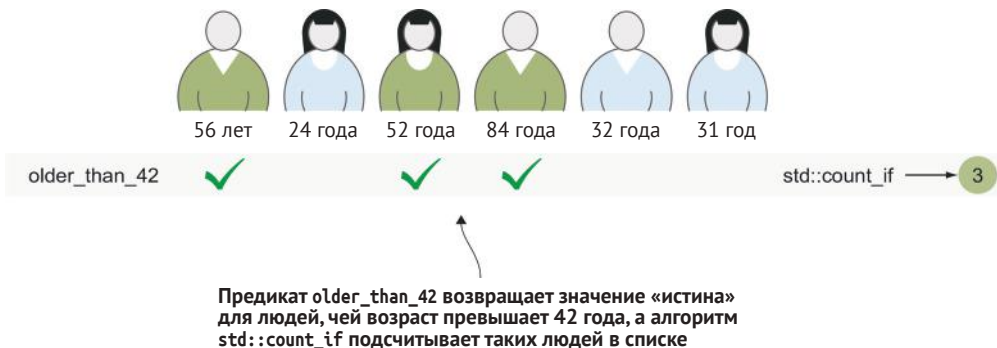 56 лет 24 года 52 года 84 года 32 года 31 год
older_than_42 std::count_if 3
Предикат older_than_42 возвращает значение «истина»
для людей, чей возраст превышает 42 года, а алгоритм
std::count_if подсчитывает таких людей в списке